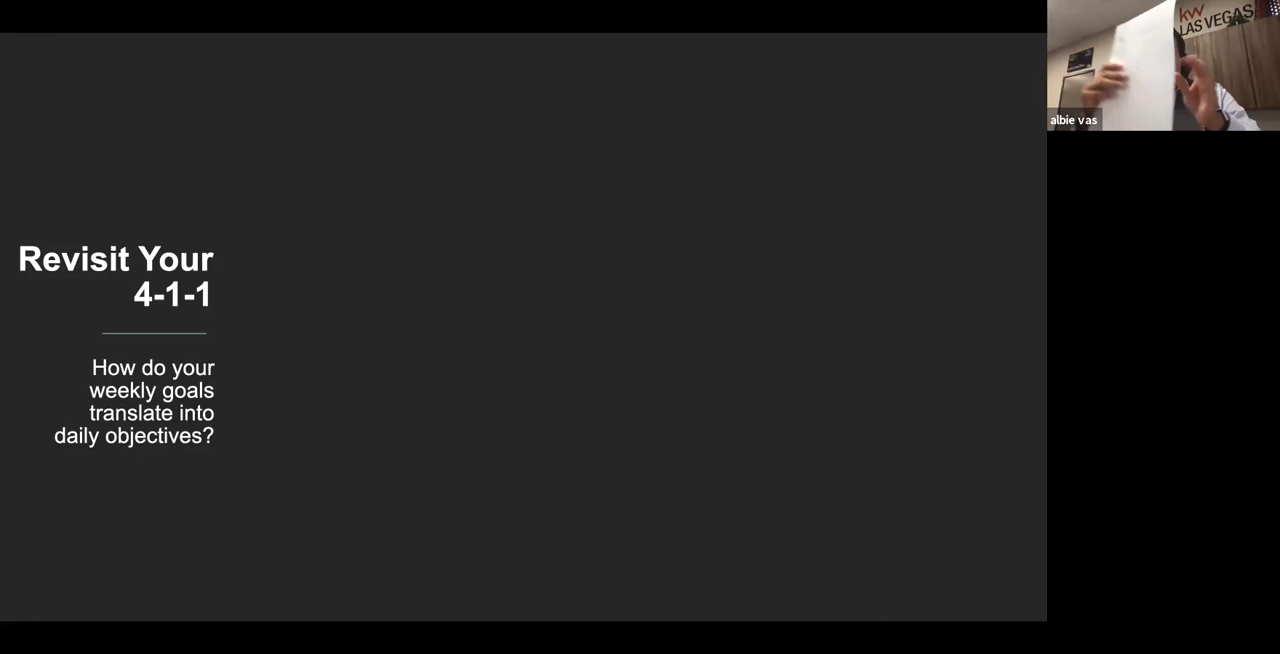 Revisit Your
4-1-1
How do your
weekly goals
translate into
daily objectives?
kw
LAS VEGAS
albie vas